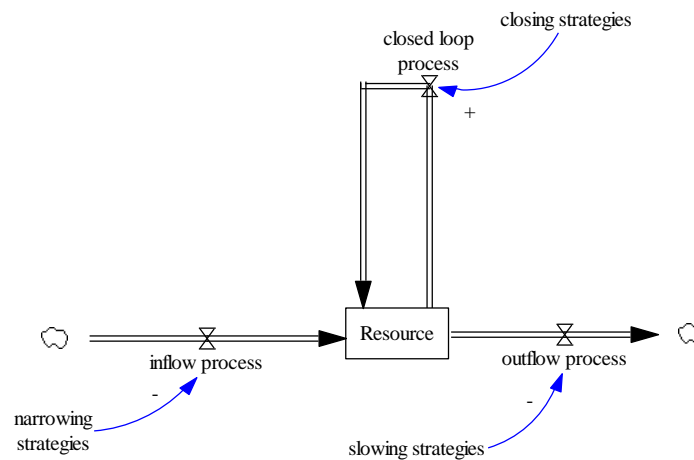 closing strategies
closed loop
process
+
Resource
inflow process
outflow process
-
-
narrowing
strategies
slowing strategies